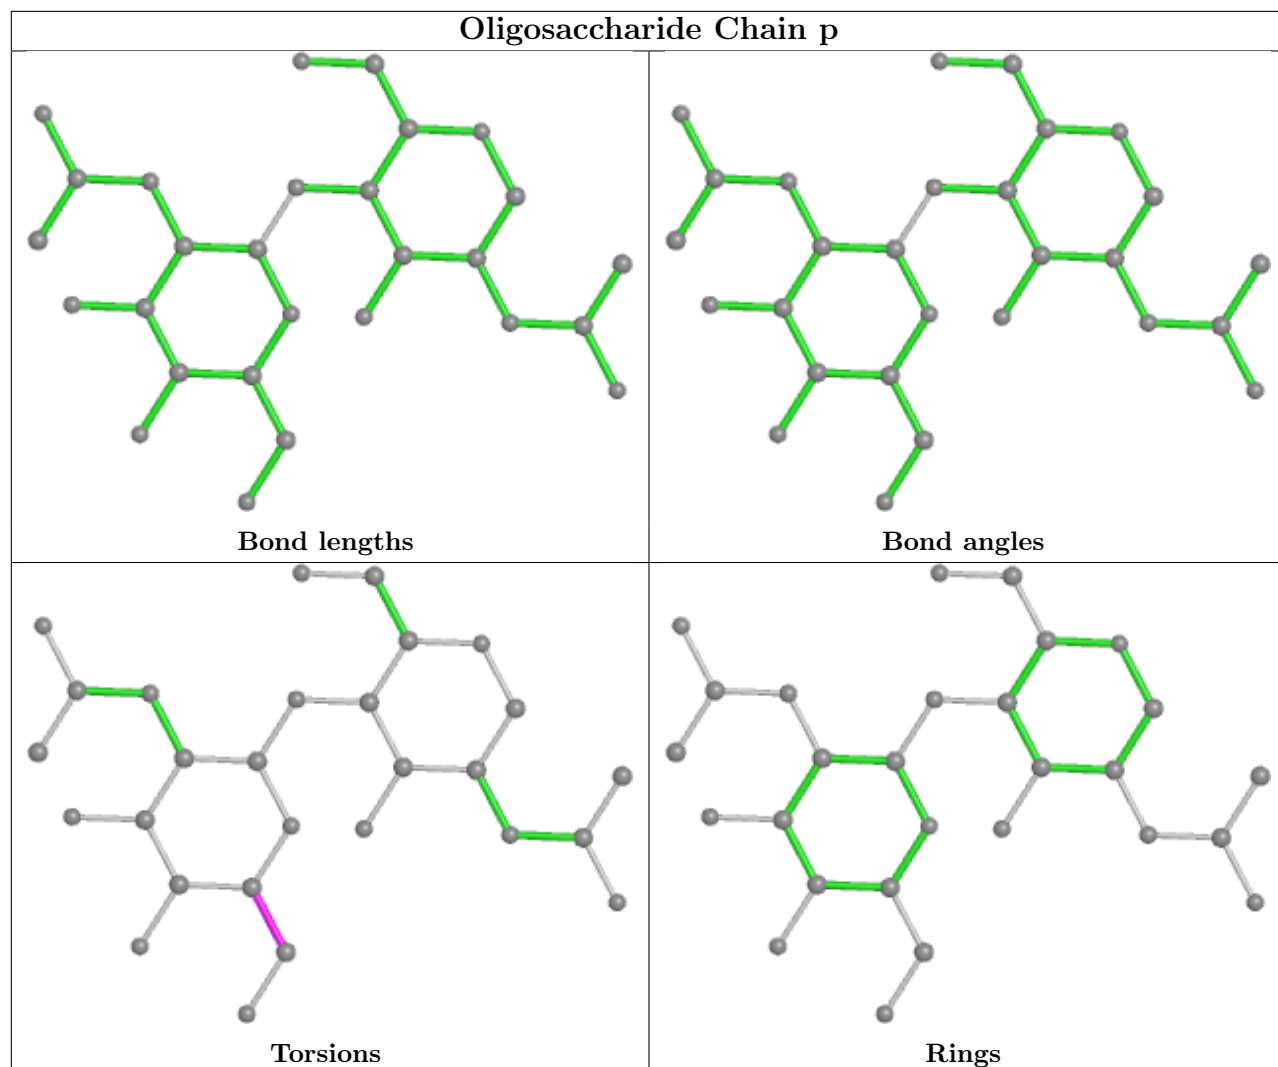 Oligosaccharide Chain p
Bond lengths
Bond angles
Torsions
Rings